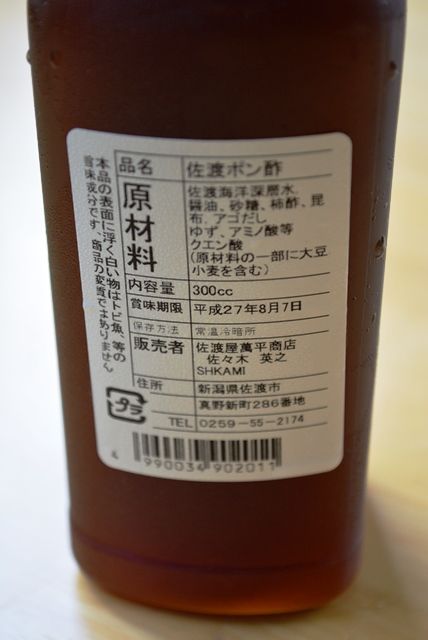 品名 佐渡ポン酢
原材料 佐渡海洋深層水、
醤油、砂糖、柿酢、昆
布、アゴだし
ゆず、アミノ酸等
クエン酸
(原材料の一部に大豆
小麦を含む)
内容量 300cc
賞味期限 平成27年8月7日
保存方法 常温冷暗所
販売者 佐渡屋萬平商店
佐々木 英之
SHKAMI
住所 新潟県佐渡市
真野新町286番地
TEL 0259-55-2174
本品の表面に浮く白い物はトビ魚、等の
旨味成分です。商品の変質ではありません
プラ
990034 902011